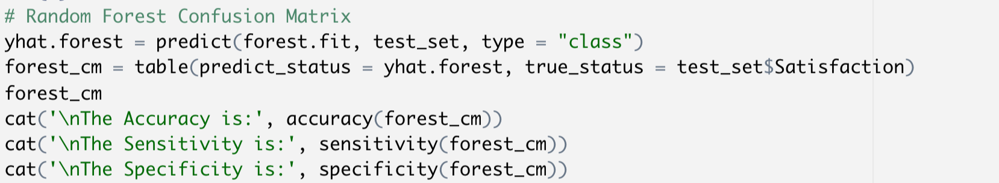 # Random Forest Confusion Matrix
yhat.forest = predict(forest.fit, test_set, type = "class")
forest_cm = table(predict_status = yhat.forest, true_status = test_set$Satisfaction)
forest_cm
cat('\nThe Accuracy is:', accuracy(forest_cm))
cat('\nThe Sensitivity is:', sensitivity(forest_cm))
cat('\nThe Specificity is:', specificity(forest_cm))